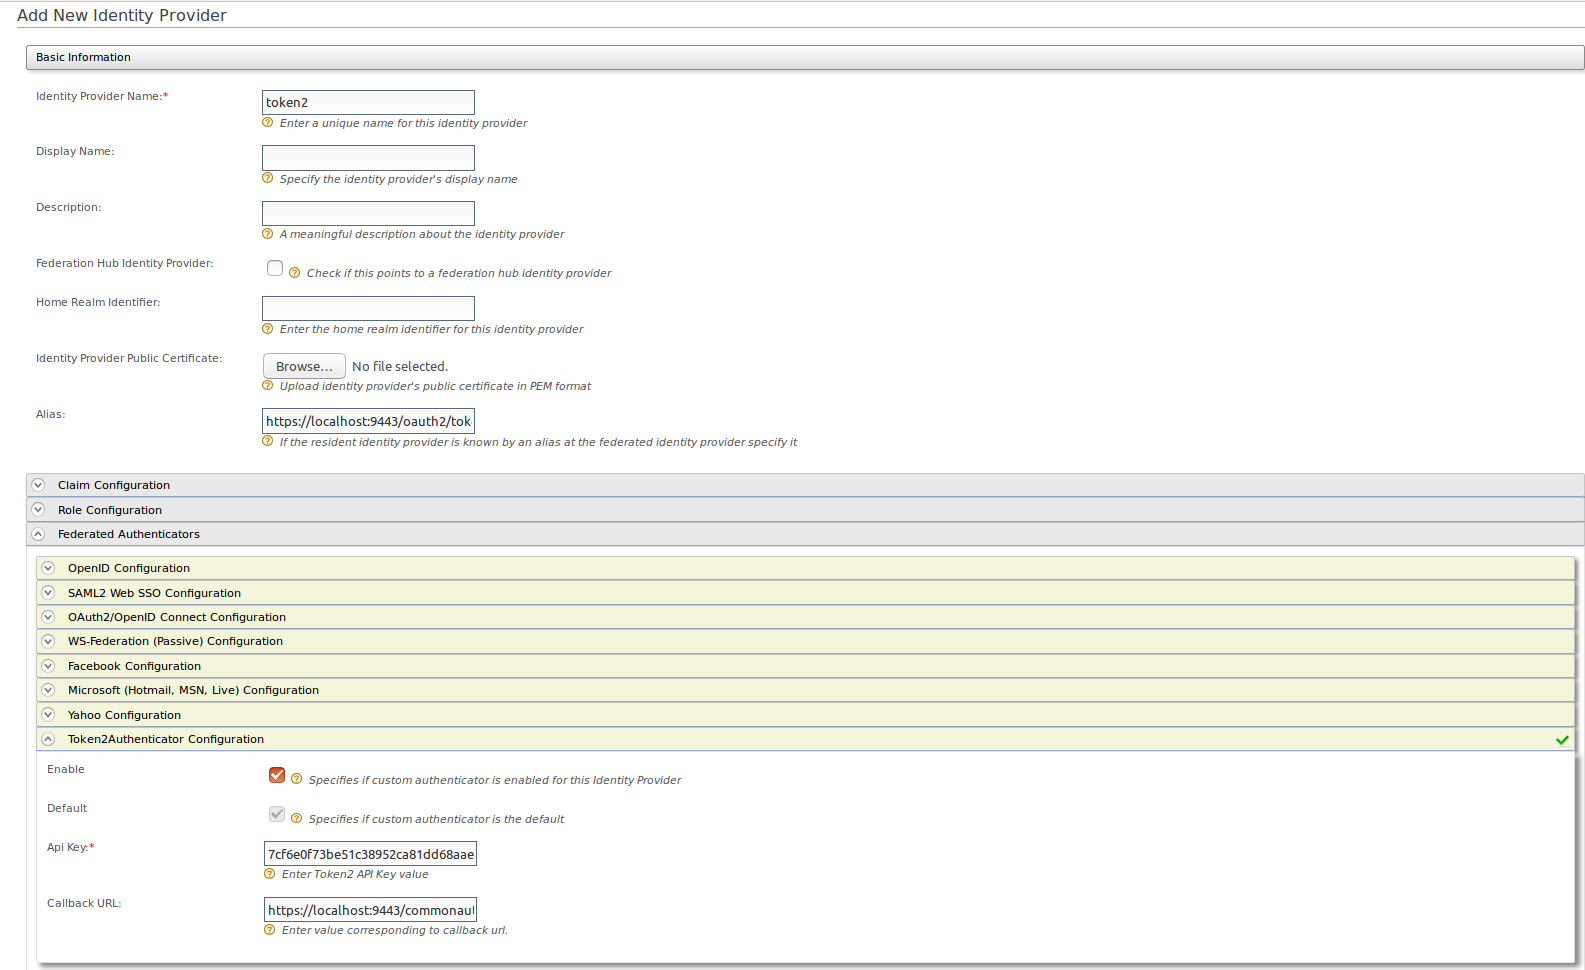 Add New Identity Provider
Basic Information
Identity Provider Name:*
token2
Enter a unique name for this identity provider
Display Name:
Specify the identity provider's display name
Description:
A meaningful description about the identity provider
Federation Hub Identity Provider:
Check if this points to a federation hub identity provider
Home Realm Identifier:
Enter the home realm identifier for this identity provider
Identity Provider Public Certificate:
Browse... No file selected.
Upload identity provider's public certificate in PEM format
Alias:
https://localhost:9443/oauth2/tok
If the resident identity provider is known by an alias at the federated identity provider specify it
Claim Configuration
Role Configuration
Federated Authenticators
OpenID Configuration
SAML2 Web SSO Configuration
OAuth2/OpenID Connect Configuration
WS-Federation (Passive) Configuration
Facebook Configuration
Microsoft (Hotmail, MSN, Live) Configuration
Yahoo Configuration
Token2Authenticator Configuration
Enable
Specifies if custom authenticator is enabled for this Identity Provider
Default
Specifies if custom authenticator is the default
Api Key:*
7cf6e0f73be51c38952ca81dd68aae
Enter Token2 API Key value
Callback URL:
https://localhost:9443/commonaut
Enter value corresponding to callback url.